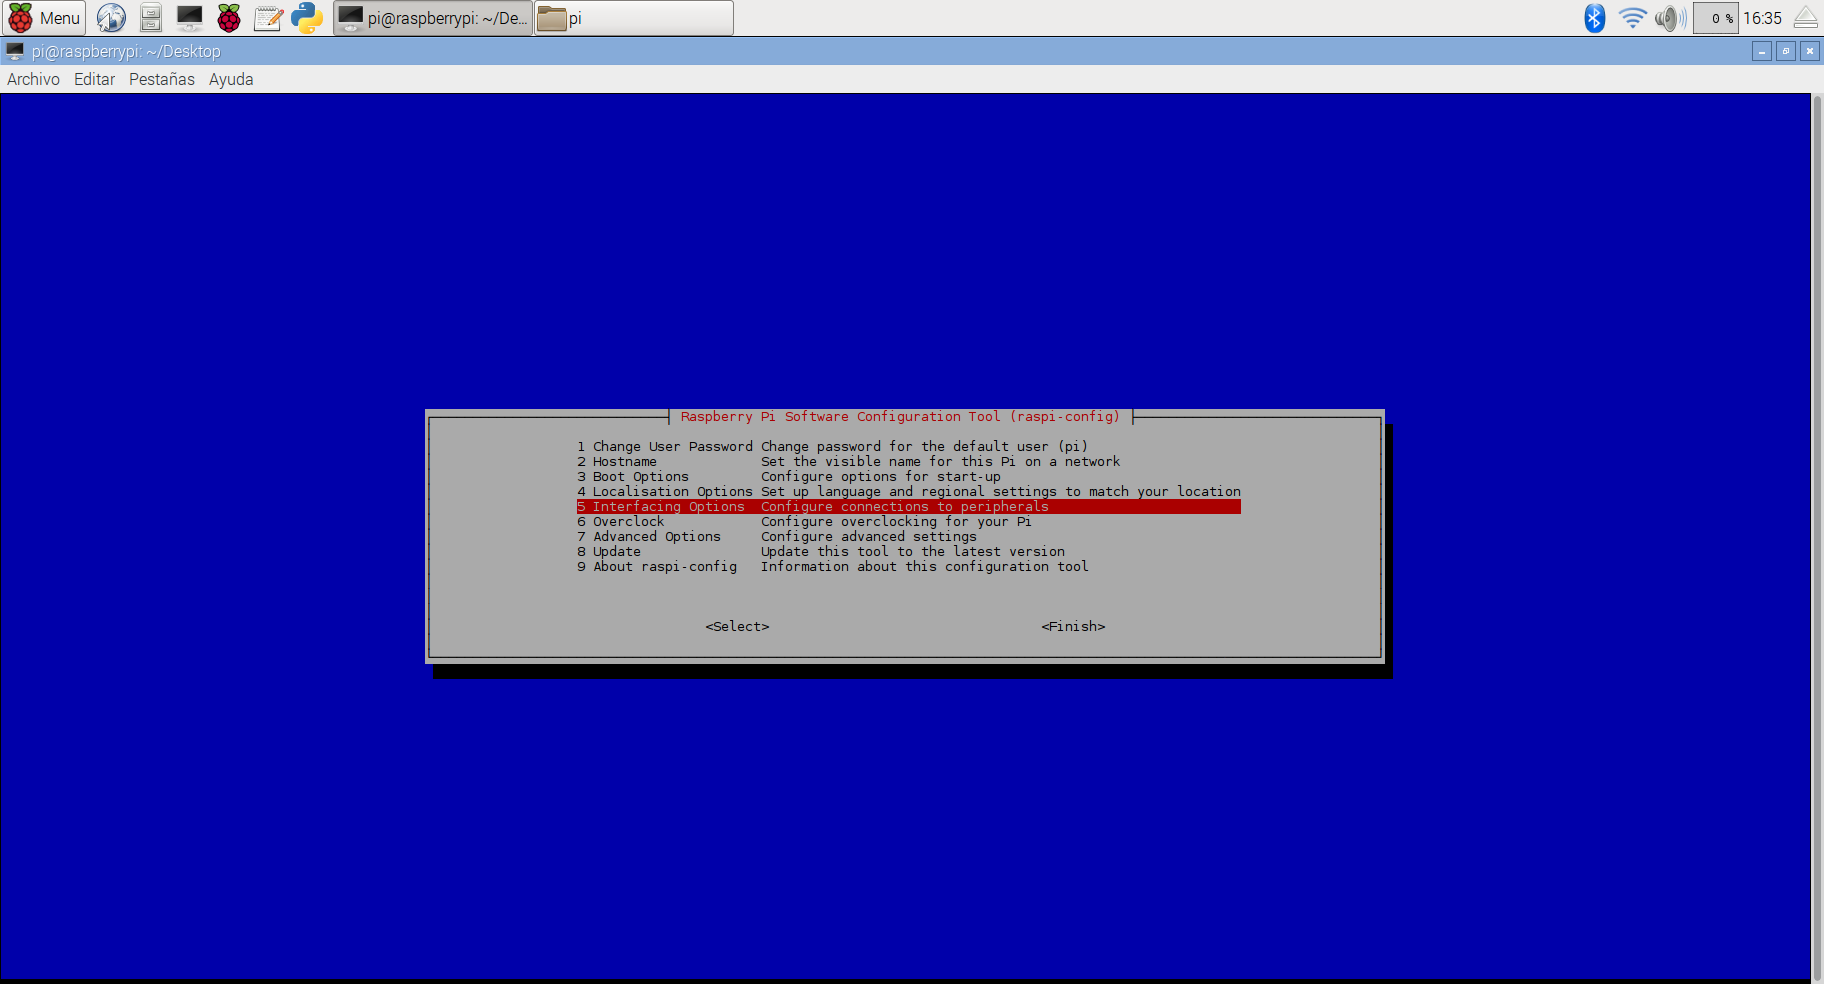 Menu pi@raspberrypi: ~/De... pi 0 % 16:35
pi@raspberrypi: ~/Desktop
Archivo Editar Pestañas Ayuda
Raspberry Pi Software Configuration Tool (raspi-config)
1 Change User Password Change password for the default user (pi)
2 Hostname Set the visible name for this Pi on a network
3 Boot Options Configure options for start-up
4 Localisation Options Set up language and regional settings to match your location
5 Interfacing Options Configure connections to peripherals
6 Overclock Configure overclocking for your Pi
7 Advanced Options Configure advanced settings
8 Update Update this tool to the latest version
9 About raspi-config Information about this configuration tool
<Select> <Finish>